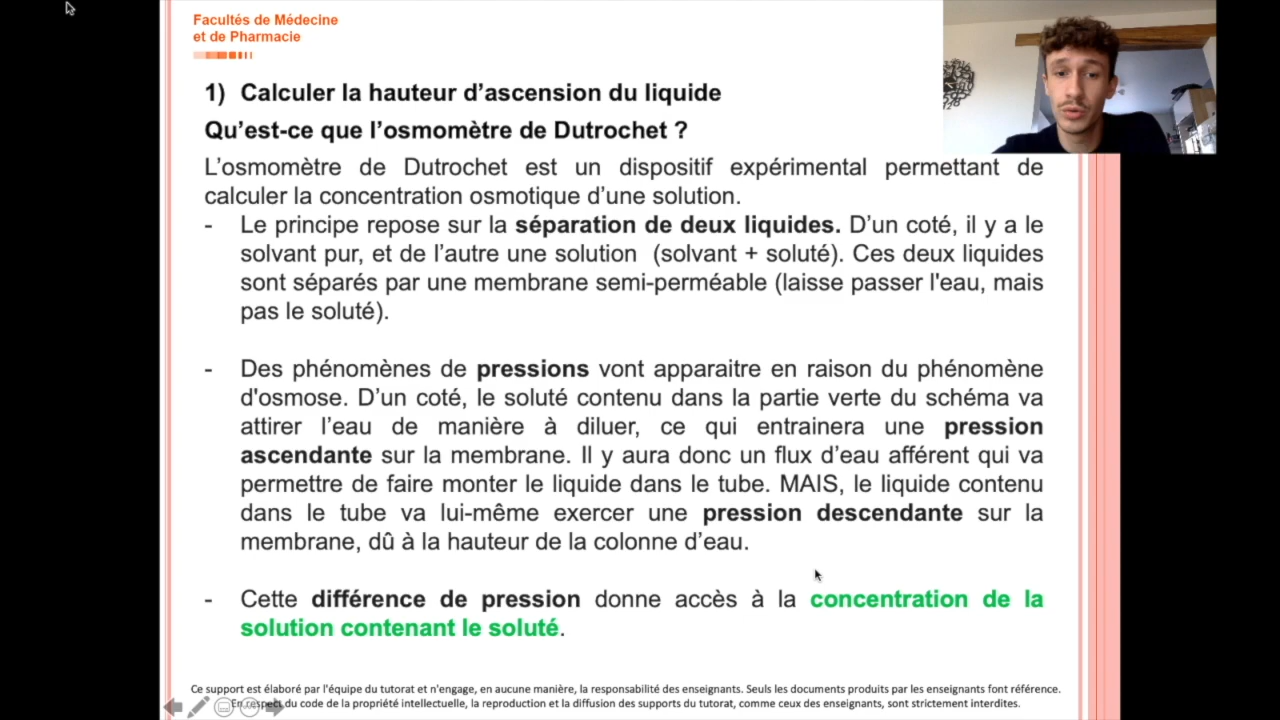 Facultés de Médecine
et de Pharmacie
1) Calculer la hauteur d’ascension du liquide
Qu’est-ce que l’osmomètre de Dutrochet ?
L’osmomètre de Dutrochet est un dispositif expérimental permettant de
calculer la concentration osmotique d’une solution.
- Le principe repose sur la séparation de deux liquides. D’un coté, il y a le
solvant pur, et de l’autre une solution (solvant + soluté). Ces deux liquides
sont séparés par une membrane semi-perméable (laisse passer l'eau, mais
pas le soluté).
- Des phénomènes de pressions vont apparaitre en raison du phénomène
d'osmose. D’un coté, le soluté contenu dans la partie verte du schéma va
attirer l’eau de manière à diluer, ce qui entrainera une pression
ascendante sur la membrane. Il y aura donc un flux d’eau afférent qui va
permettre de faire monter le liquide dans le tube. MAIS, le liquide contenu
dans le tube va lui-même exercer une pression descendante sur la
membrane, dû à la hauteur de la colonne d’eau.
- Cette différence de pression donne accès à la concentration de la
solution contenant le soluté.
Ce support est élaboré par l'équipe du tutorat et n'engage, en aucune manière, la responsabilité des enseignants. Seuls les documents produits par les enseignants font référence.
En respect du code de la propriété intellectuelle, la reproduction et la diffusion des supports du tutorat, comme ceux des enseignants, sont strictement interdites.